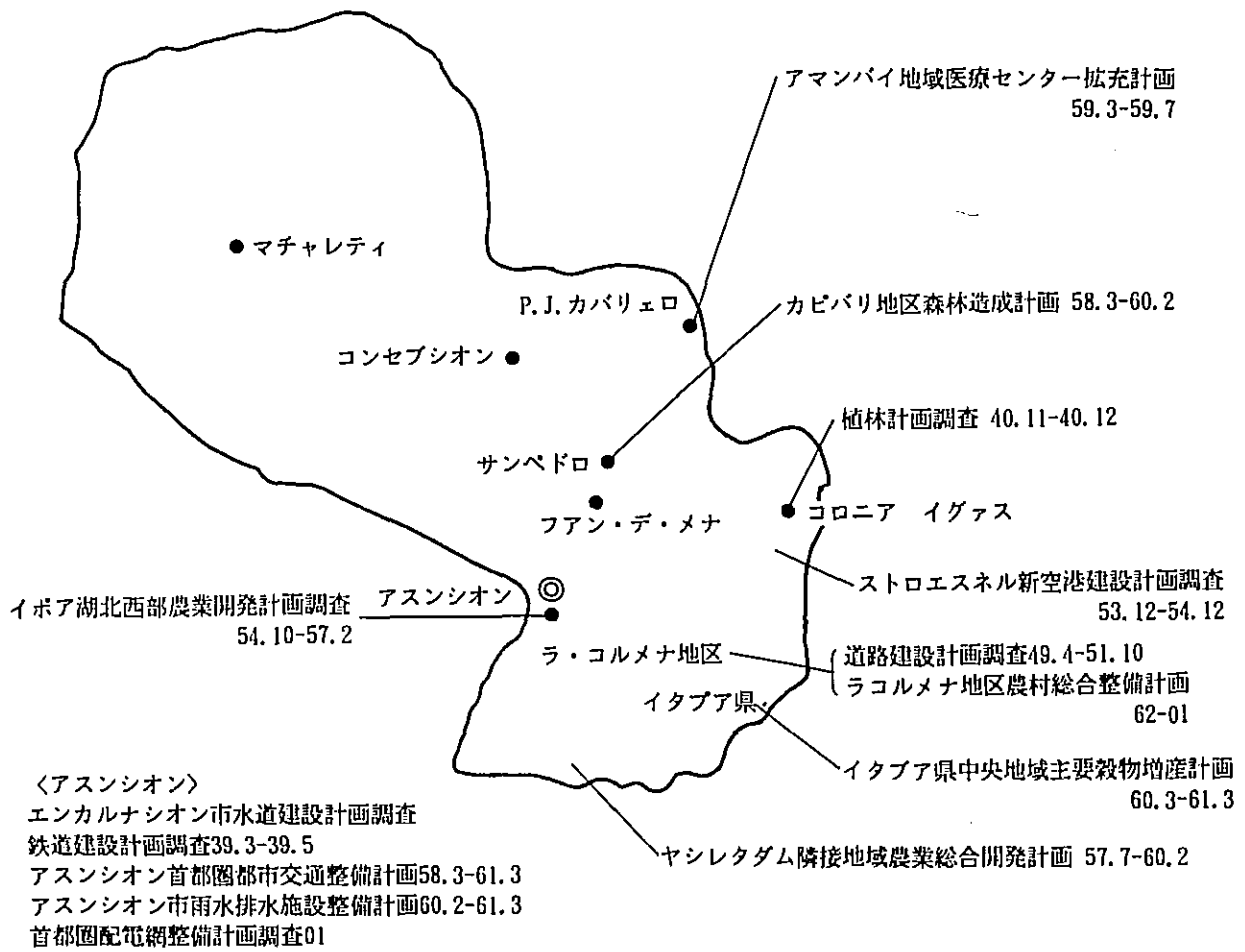 アマンバイ地域医療センター拡充計画
59.3-59.7
マチャレティ
P.J.カバリェロ
カピバリ地区森林造成計画 58.3-60.2
コンセプシオン
植林計画調査 40.11-40.12
サンペドロ
フアン・デ・メナ
コロニア イグァス
ストロエスネル新空港建設計画調査
53.12-54.12
アスンシオン
イポア湖北西部農業開発計画調査
54.10-57.2
ラ・コルメナ地区
道路建設計画調査49.4-51.10
ラコルメナ地区農村総合整備計画
62-01
イタプア県
イタプア県中央地域主要穀物増産計画
60.3-61.3
ヤシレタダム隣接地域農業総合開発計画 57.7-60.2
〈アスンシオン〉
エンカルナシオン市水道建設計画調査
鉄道建設計画調査39.3-39.5
アスンシオン首都圏都市交通整備計画58.3-61.3
アスンシオン市雨水排水施設整備計画60.2-61.3
首都圏配電網整備計画調査01